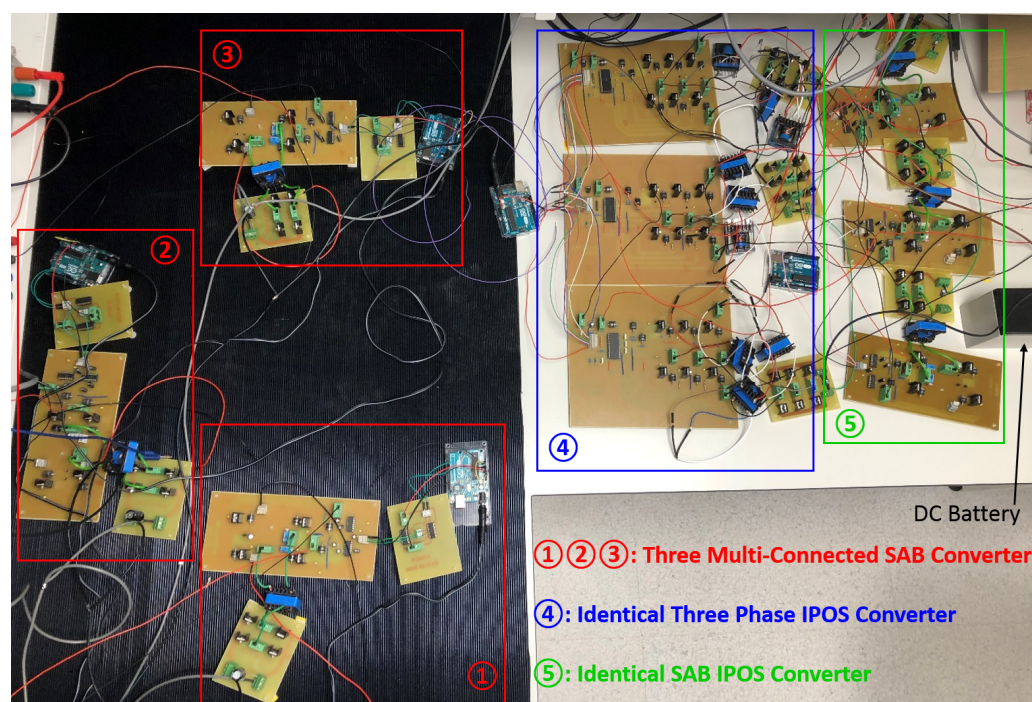 ③
②
④
⑤
①
DC Battery
①②③: Three Multi-Connected SAB Converter
④: Identical Three Phase IPOS Converter
⑤: Identical SAB IPOS Converter